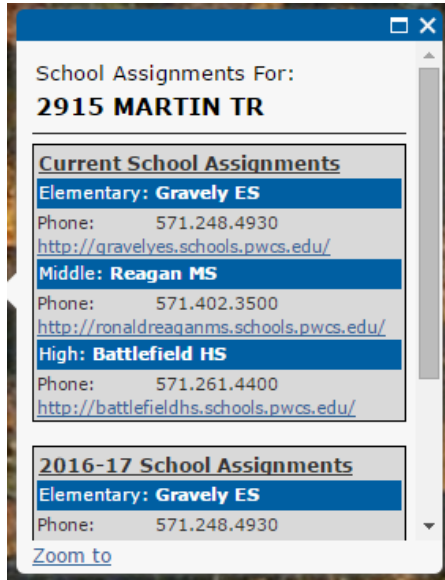 School Assignments For:
2915 MARTIN TR
Current School Assignments
Elementary: Gravely ES
Phone: 571.248.4930
http://gravelyes.schools.pwcs.edu/
Middle: Reagan MS
Phone: 571.402.3500
http://ronaldreaganms.schools.pwcs.edu/
High: Battlefield HS
Phone: 571.261.4400
http://battlefieldhs.schools.pwcs.edu/
2016-17 School Assignments
Elementary: Gravely ES
Phone: 571.248.4930
Zoom to